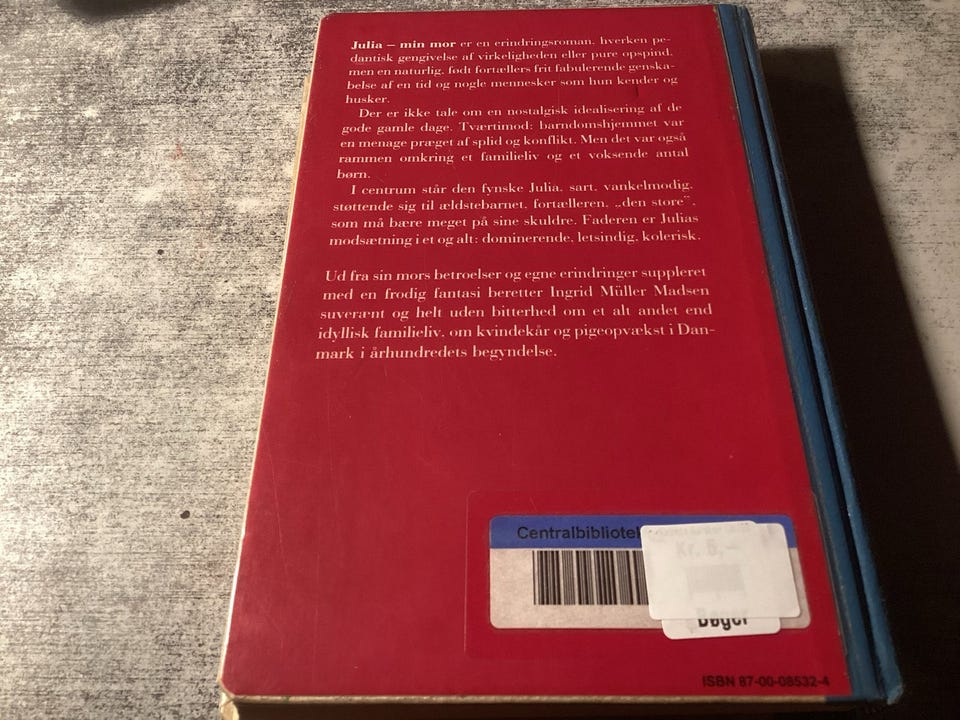 Julia – min mor er en erindringsroman, hverken pe-
dantisk gengivelse af virkeligheden eller pure opspind,
men en naturlig, født fortællers frit fabulerende genska-
belse af en tid og nogle mennesker som hun kender og
husker.
Der er ikke tale om en nostalgisk idealisering af de
gode gamle dage. Tværtimod: barndomshjemmet var
en menage præget af splid og konflikt. Men det var også
rammen omkring et familieliv og et voksende antal
børn.
I centrum står den fynske Julia, sart, vankelmodig,
støttende sig til ældstebarnet, fortælleren, „den store“,
som må bære meget på sine skuldre. Faderen er Julias
modsætning i et og alt: dominerende, letsindig, kolerisk.
Ud fra sin mors betroelser og egne erindringer suppleret
med en frodig fantasi beretter Ingrid Müller Madsen
suverænt og helt uden bitterhed om et alt andet end
idyllisk familieliv, om kvindekår og pigeopvækst i Dan-
mark i århundredets begyndelse.
Centralbibliotek
Kr. 6,–
Bøger
ISBN 87-00-08532-4